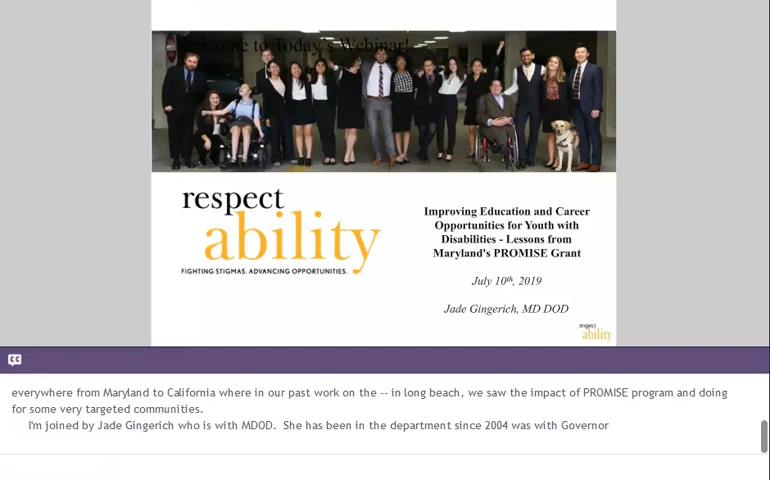 Welcome to Today's Webinar!
respect
ability
FIGHTING STIGMAS. ADVANCING OPPORTUNITIES.
Improving Education and Career
Opportunities for Youth with
Disabilities - Lessons from
Maryland's PROMISE Grant
July 10th, 2019
Jade Gingerich, MD DOD
respect
ability
CC
everywhere from Maryland to California where in our past work on the -- in long beach, we saw the impact of PROMISE program and doing
for some very targeted communities.
I'm joined by Jade Gingerich who is with MDOD. She has been in the department since 2004 was with Governor